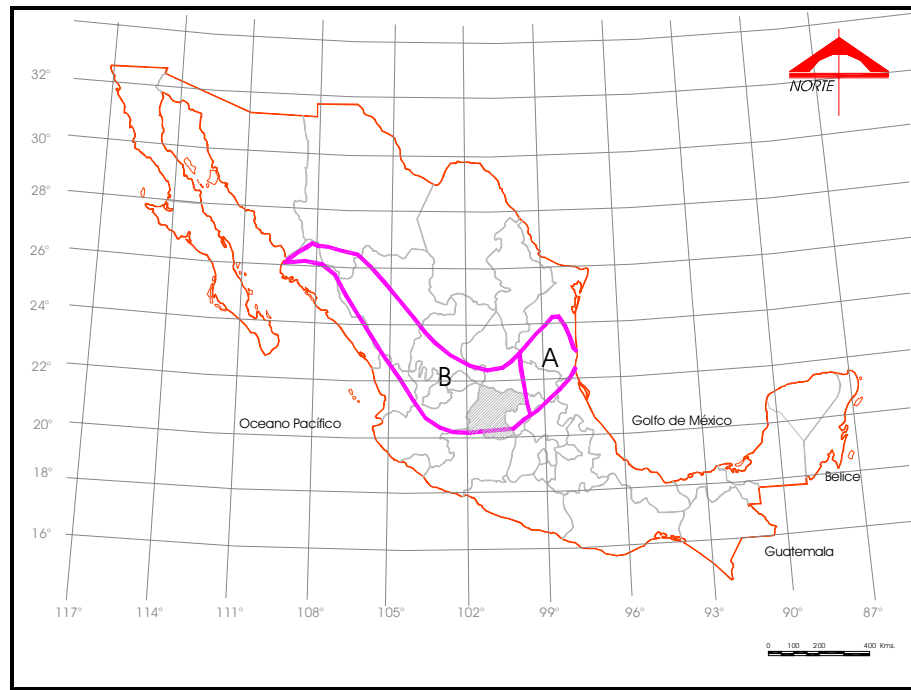 NORTE
32°
30°
28°
26°
24°
22°
20°
18°
16°
A
B
Oceano Pacífico
Golfo de México
Belice
Guatemala
117° 114° 111° 108° 105° 102° 99° 96° 93° 90° 87°
0 100 200 400 Kms.